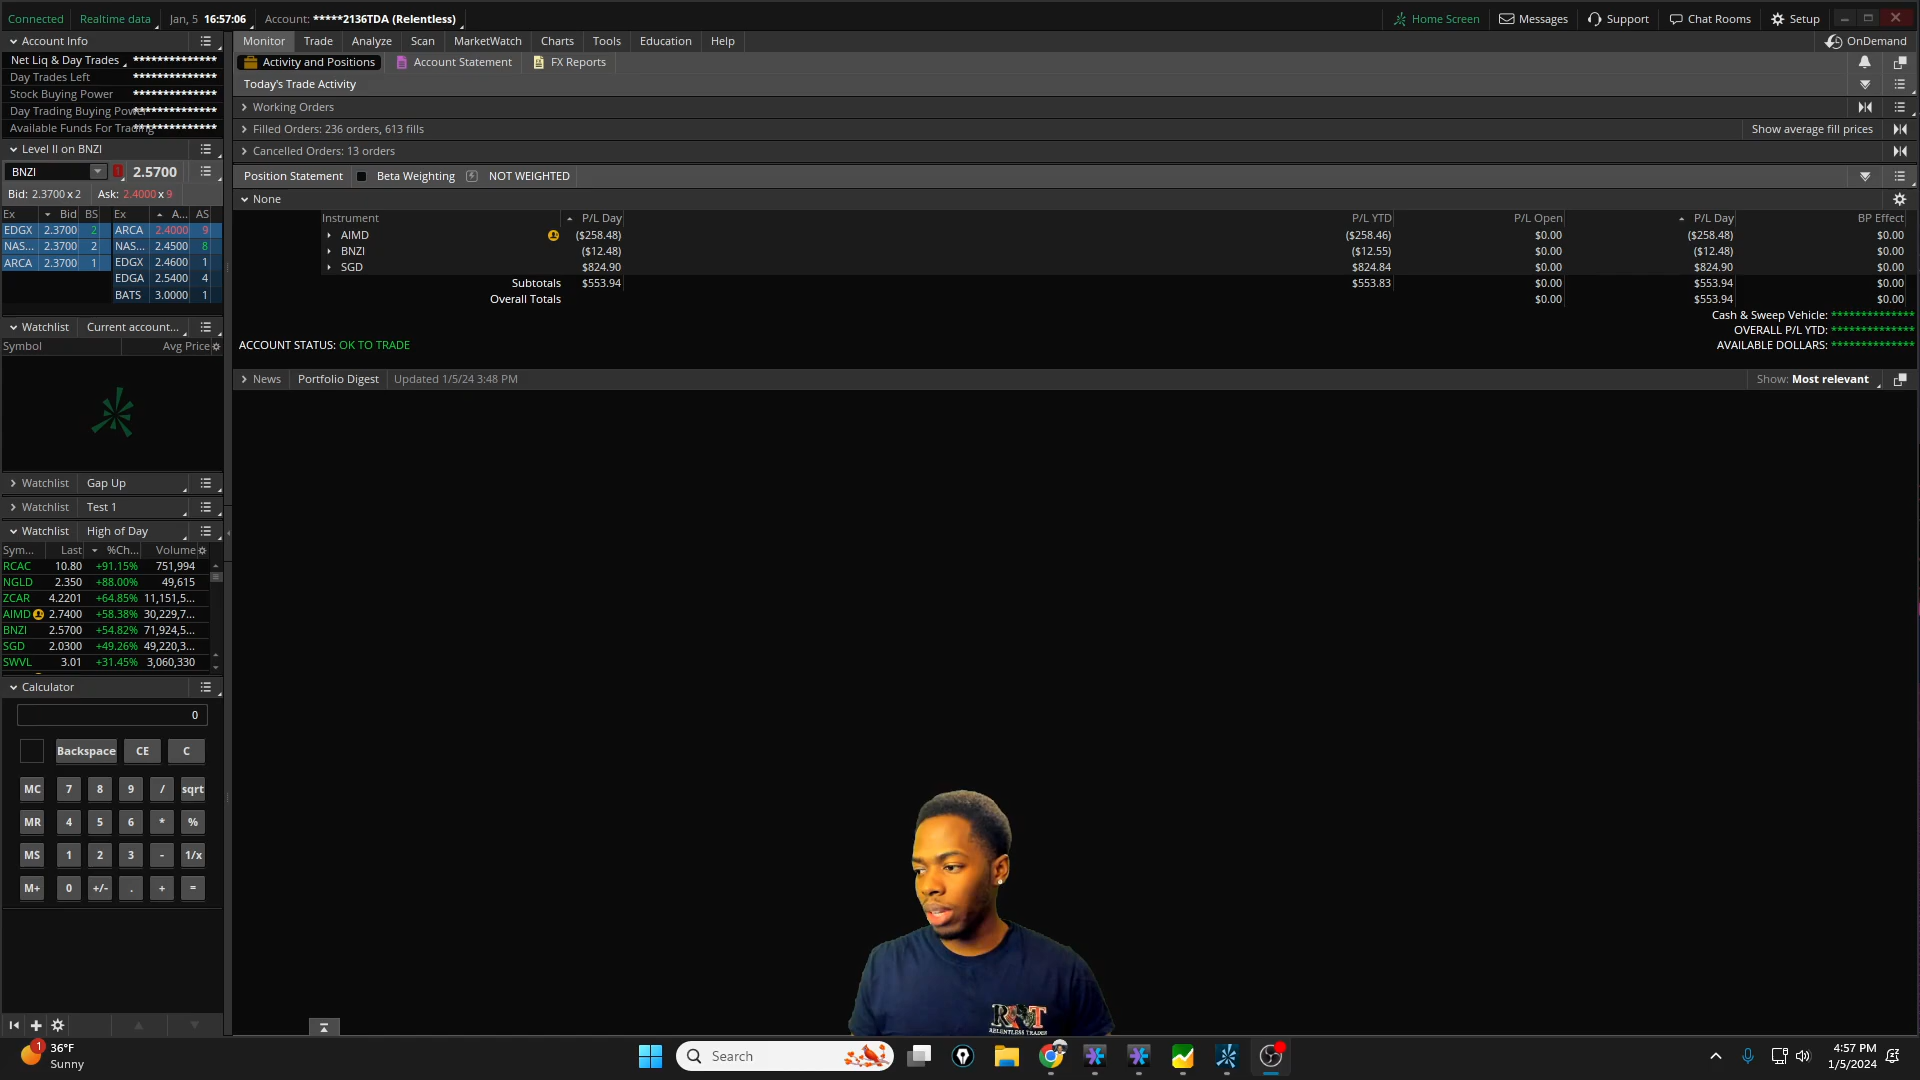 Connected Realtime data Jan, 5 16:57:06 Account: *****2136TDA (Relentless) Home Screen Messages Support Chat Rooms Setup
Account Info Monitor Trade Analyze Scan MarketWatch Charts Tools Education Help OnDemand
Net Liq & Day Trades ************** Activity and Positions Account Statement FX Reports
Day Trades Left ************** Today's Trade Activity
Stock Buying Power **************
Day Trading Buying Power ************** Working Orders
Available Funds For Trading ************** Filled Orders: 236 orders, 613 fills Show average fill prices
Level II on BNZI Cancelled Orders: 13 orders
BNZI 1 2.5700 Position Statement Beta Weighting NOT WEIGHTED
Bid: 2.3700 x 2 Ask: 2.4000 x 9 None
Ex Bid BS Ex A... AS Instrument P/L Day P/L YTD P/L Open P/L Day BP Effect
EDGX 2.3700 2 ARCA 2.4000 9 AIMD ($258.48) ($258.46) $0.00 ($258.48) $0.00
NAS... 2.3700 2 NAS... 2.4500 8 BNZI ($12.48) ($12.55) $0.00 ($12.48) $0.00
ARCA 2.3700 1 EDGX 2.4600 1 SGD $824.90 $824.84 $0.00 $824.90 $0.00
EDGA 2.5400 4 Subtotals $553.94 $553.83 $0.00 $553.94 $0.00
BATS 3.0000 1 Overall Totals $0.00 $553.94 $0.00
Cash & Sweep Vehicle: **************
Watchlist Current account... OVERALL P/L YTD: **************
Symbol Avg Price ACCOUNT STATUS: OK TO TRADE AVAILABLE DOLLARS: **************
News Portfolio Digest Updated 1/5/24 3:48 PM Show: Most relevant
Watchlist Gap Up
Watchlist Test 1
Watchlist High of Day
Sym... Last %Ch... Volume
RCAC 10.80 +91.15% 751,994
NGLD 2.350 +88.00% 49,615
ZCAR 4.2201 +64.85% 11,151,5...
AIMD 2.7400 +58.38% 30,229,7...
BNZI 2.5700 +54.82% 71,924,5...
SGD 2.0300 +49.26% 49,220,3...
SWVL 3.01 +31.45% 3,060,330
Calculator
0
Backspace CE C
MC 7 8 9 / sqrt
MR 4 5 6 * %
MS 1 2 3 - 1/x
M+ 0 +/- . + =
RELENTLESS TRADER
1 36°F
Sunny
Search
4:57 PM
1/5/2024